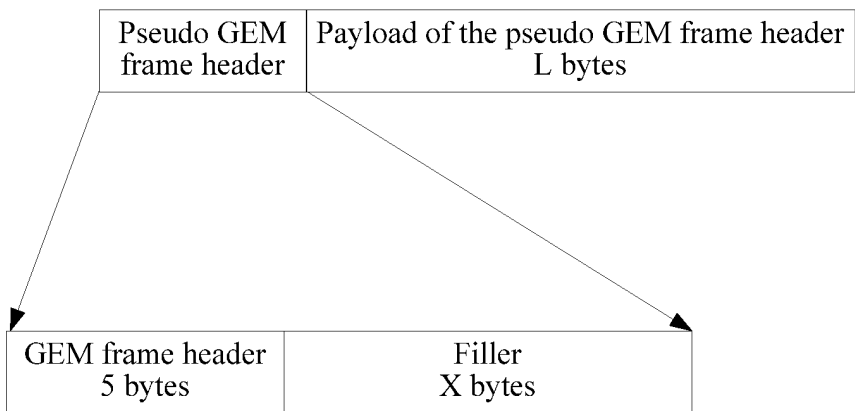 Pseudo GEM
frame header
Payload of the pseudo GEM frame header
L bytes
GEM frame header
5 bytes
Filler
X bytes